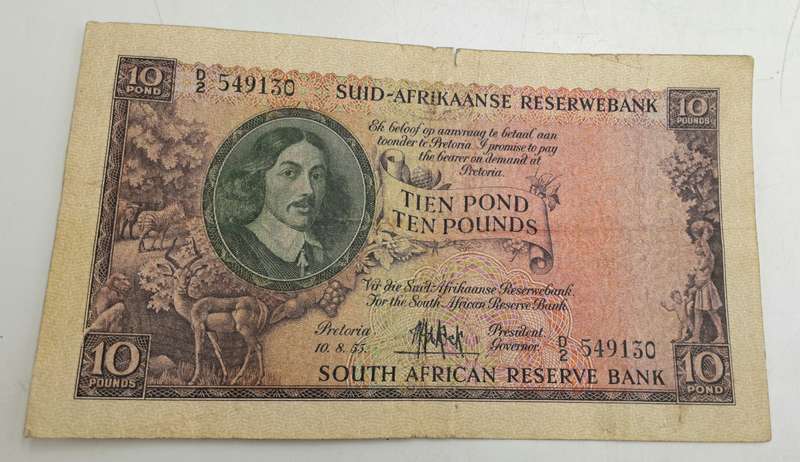 10
POND
D/2 549130
SUID-AFRIKAANSE RESERWEBANK
10
POUNDS
Ek beloof op aanvraag te betaal aan
toonder te Pretoria. I promise to pay
the bearer on demand at
Pretoria.
TIEN POND
TEN POUNDS
Vir die Suid-Afrikaanse Reserwebank.
For the South African Reserve Bank
Pretoria
10.8.55.
President.
Governor.
D/2 549130
10
POUNDS
SOUTH AFRICAN RESERVE BANK
10
POND